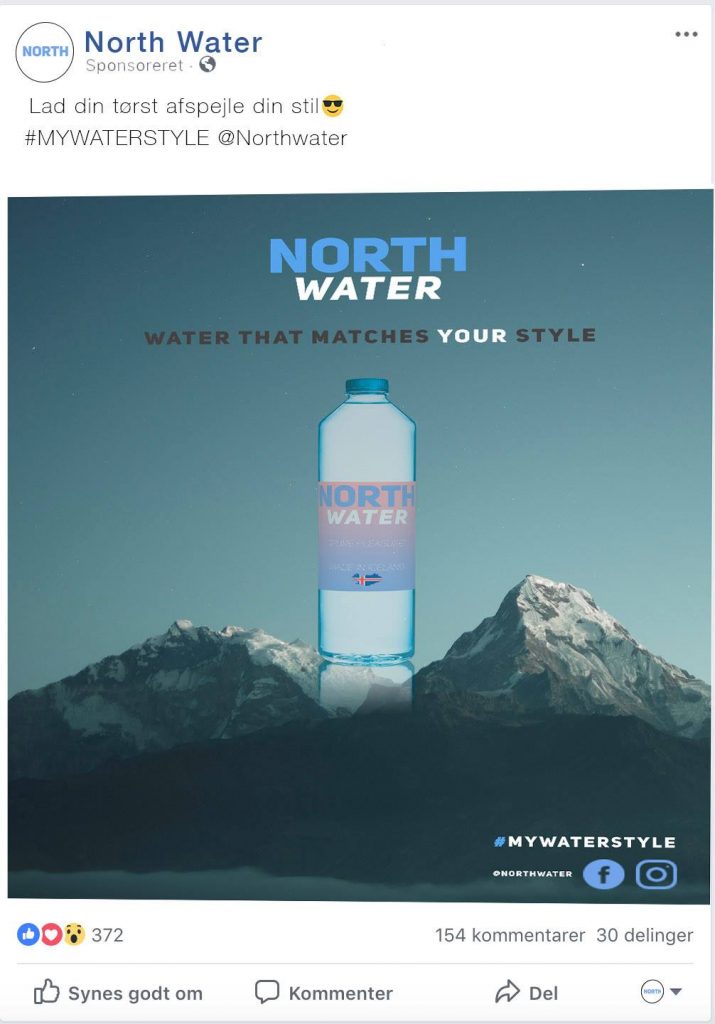 NORTH
North Water
Sponsoreret ·
Lad din tørst afspejle din stil😎
#MYWATERSTYLE @Northwater
NORTH
WATER
WATER THAT MATCHES YOUR STYLE
NORTH
WATER
PURE PLEASURE
MADE IN ICELAND
#MYWATERSTYLE
@NORTHWATER
372
154 kommentarer 30 delinger
Synes godt om Kommenter Del NORTH